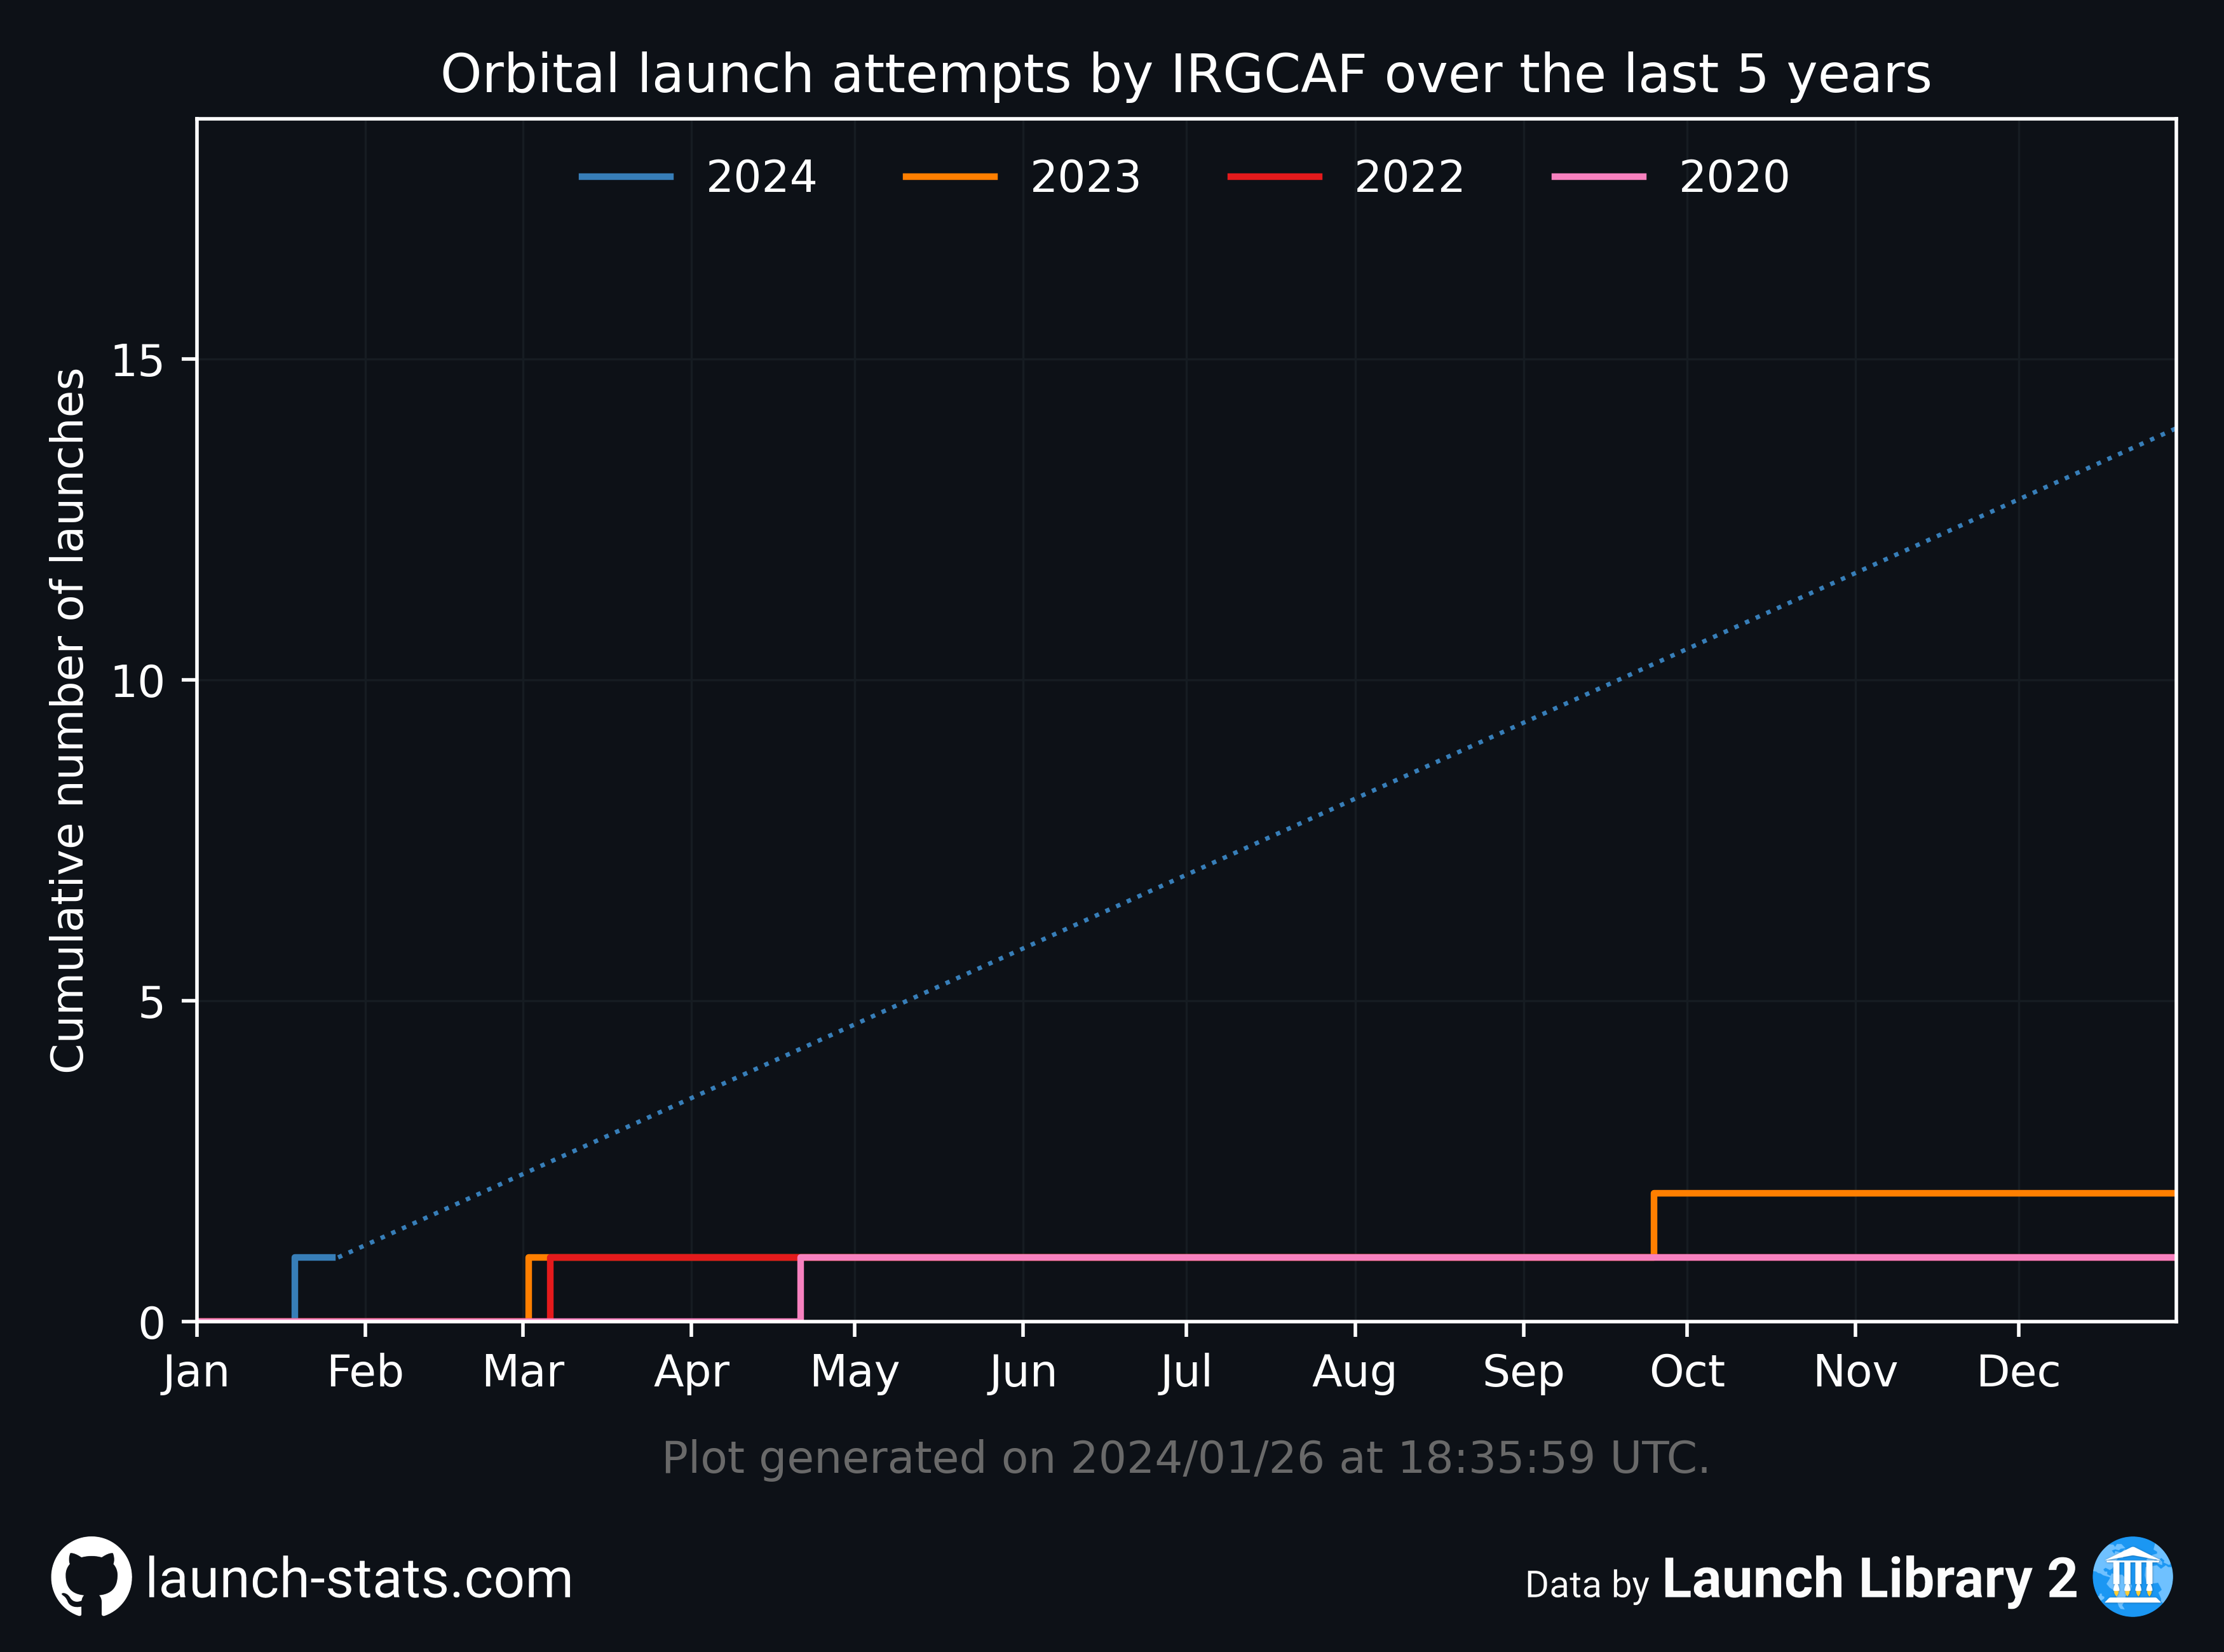 Orbital launch attempts by IRGCAF over the last 5 years
2024 2023 2022 2020
Cumulative number of launches
15
10
5
0
Jan Feb Mar Apr May Jun Jul Aug Sep Oct Nov Dec
Plot generated on 2024/01/26 at 18:35:59 UTC.
launch-stats.com
Data by Launch Library 2